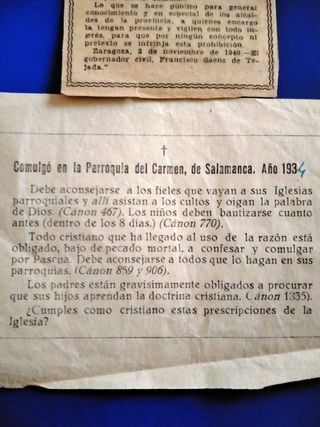 Lo que se hace público para general
conocimiento y en especial de los alcal-
des de la provincia, a quienes encargo
la tengan presente y vigilen con todo in-
terés, para que por ningún concepto ni
pretexto se infrinja esta prohibición.
Zaragoza, 2 de noviembre de 1940.—El
gobernador civil, Francisco Sáenz de Te-
jada."
Comulgó en la Parroquia del Carmen, de Salamanca. Año 1934
Debe aconsejarse a los fieles que vayan a sus Iglesias
parroquiales y allí asistan a los cultos y oigan la palabra
de Dios. (Cánon 467). Los niños deben bautizarse cuanto
antes (dentro de los 8 días.) (Cánon 770).
Todo cristiano que ha llegado al uso de la razón está
obligado, bajo de pecado mortal, a confesar y comulgar
por Pascua. Debe aconsejarse a todos que lo hagan en sus
parroquias. (Cánon 859 y 906).
Los padres están gravísimamente obligados a procurar
que sus hijos aprendan la doctrina cristiana. (Cánon 1335).
¿Cumples como cristiano estas prescripciones de la
Iglesia?